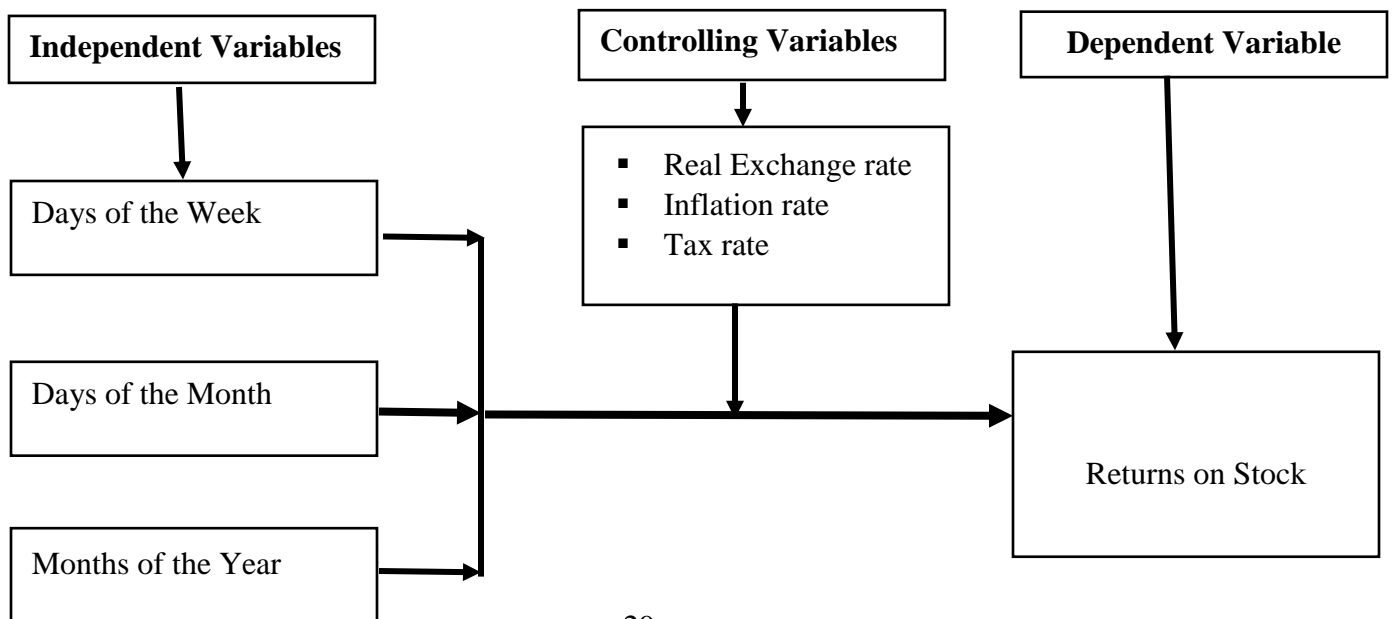 Independent Variables
Controlling Variables
Dependent Variable
▪ Real Exchange rate
▪ Inflation rate
▪ Tax rate
Days of the Week
Days of the Month
Returns on Stock
Months of the Year